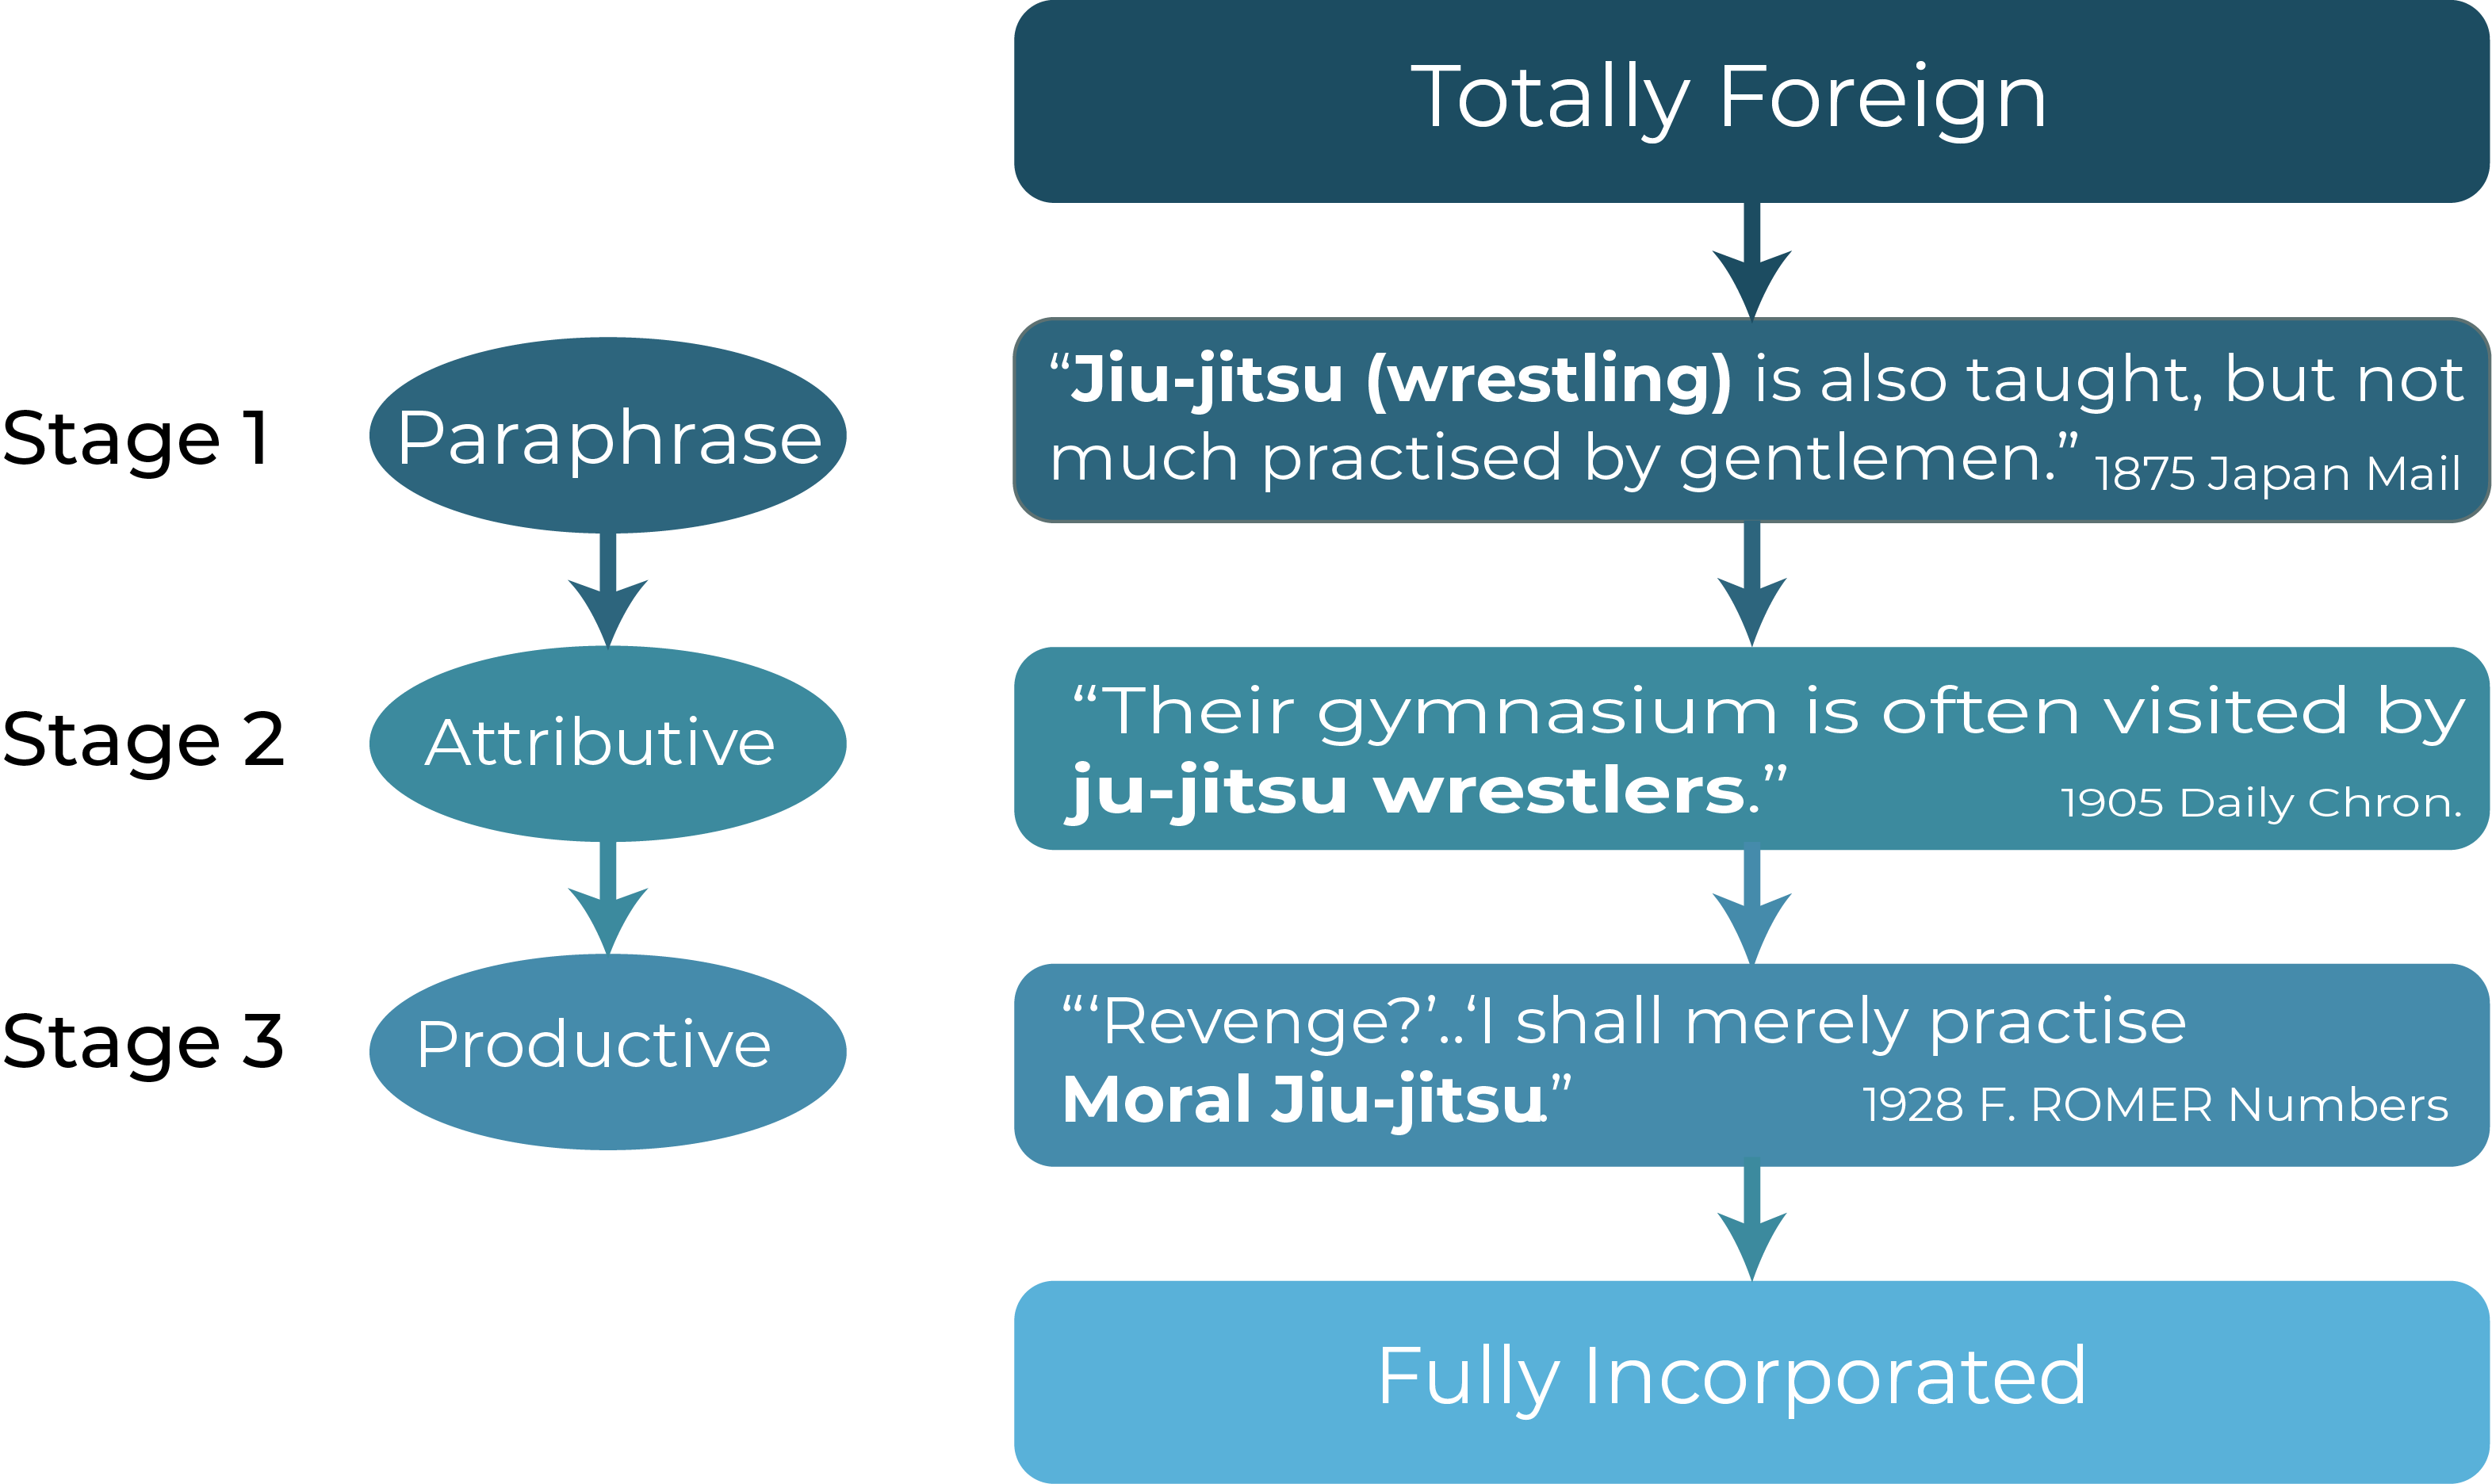 Totally Foreign
Stage 1
Paraphrase
“Jiu-jitsu (wrestling) is also taught, but not
much practised by gentlemen.” 1875 Japan Mail
Stage 2
Attributive
“Their gymnasium is often visited by
ju-jitsu wrestlers.” 1905 Daily Chron.
Stage 3
Productive
“‘Revenge?’..‘I shall merely practise
Moral Jiu-jitsu.” 1928 F. ROMER Numbers
Fully Incorporated